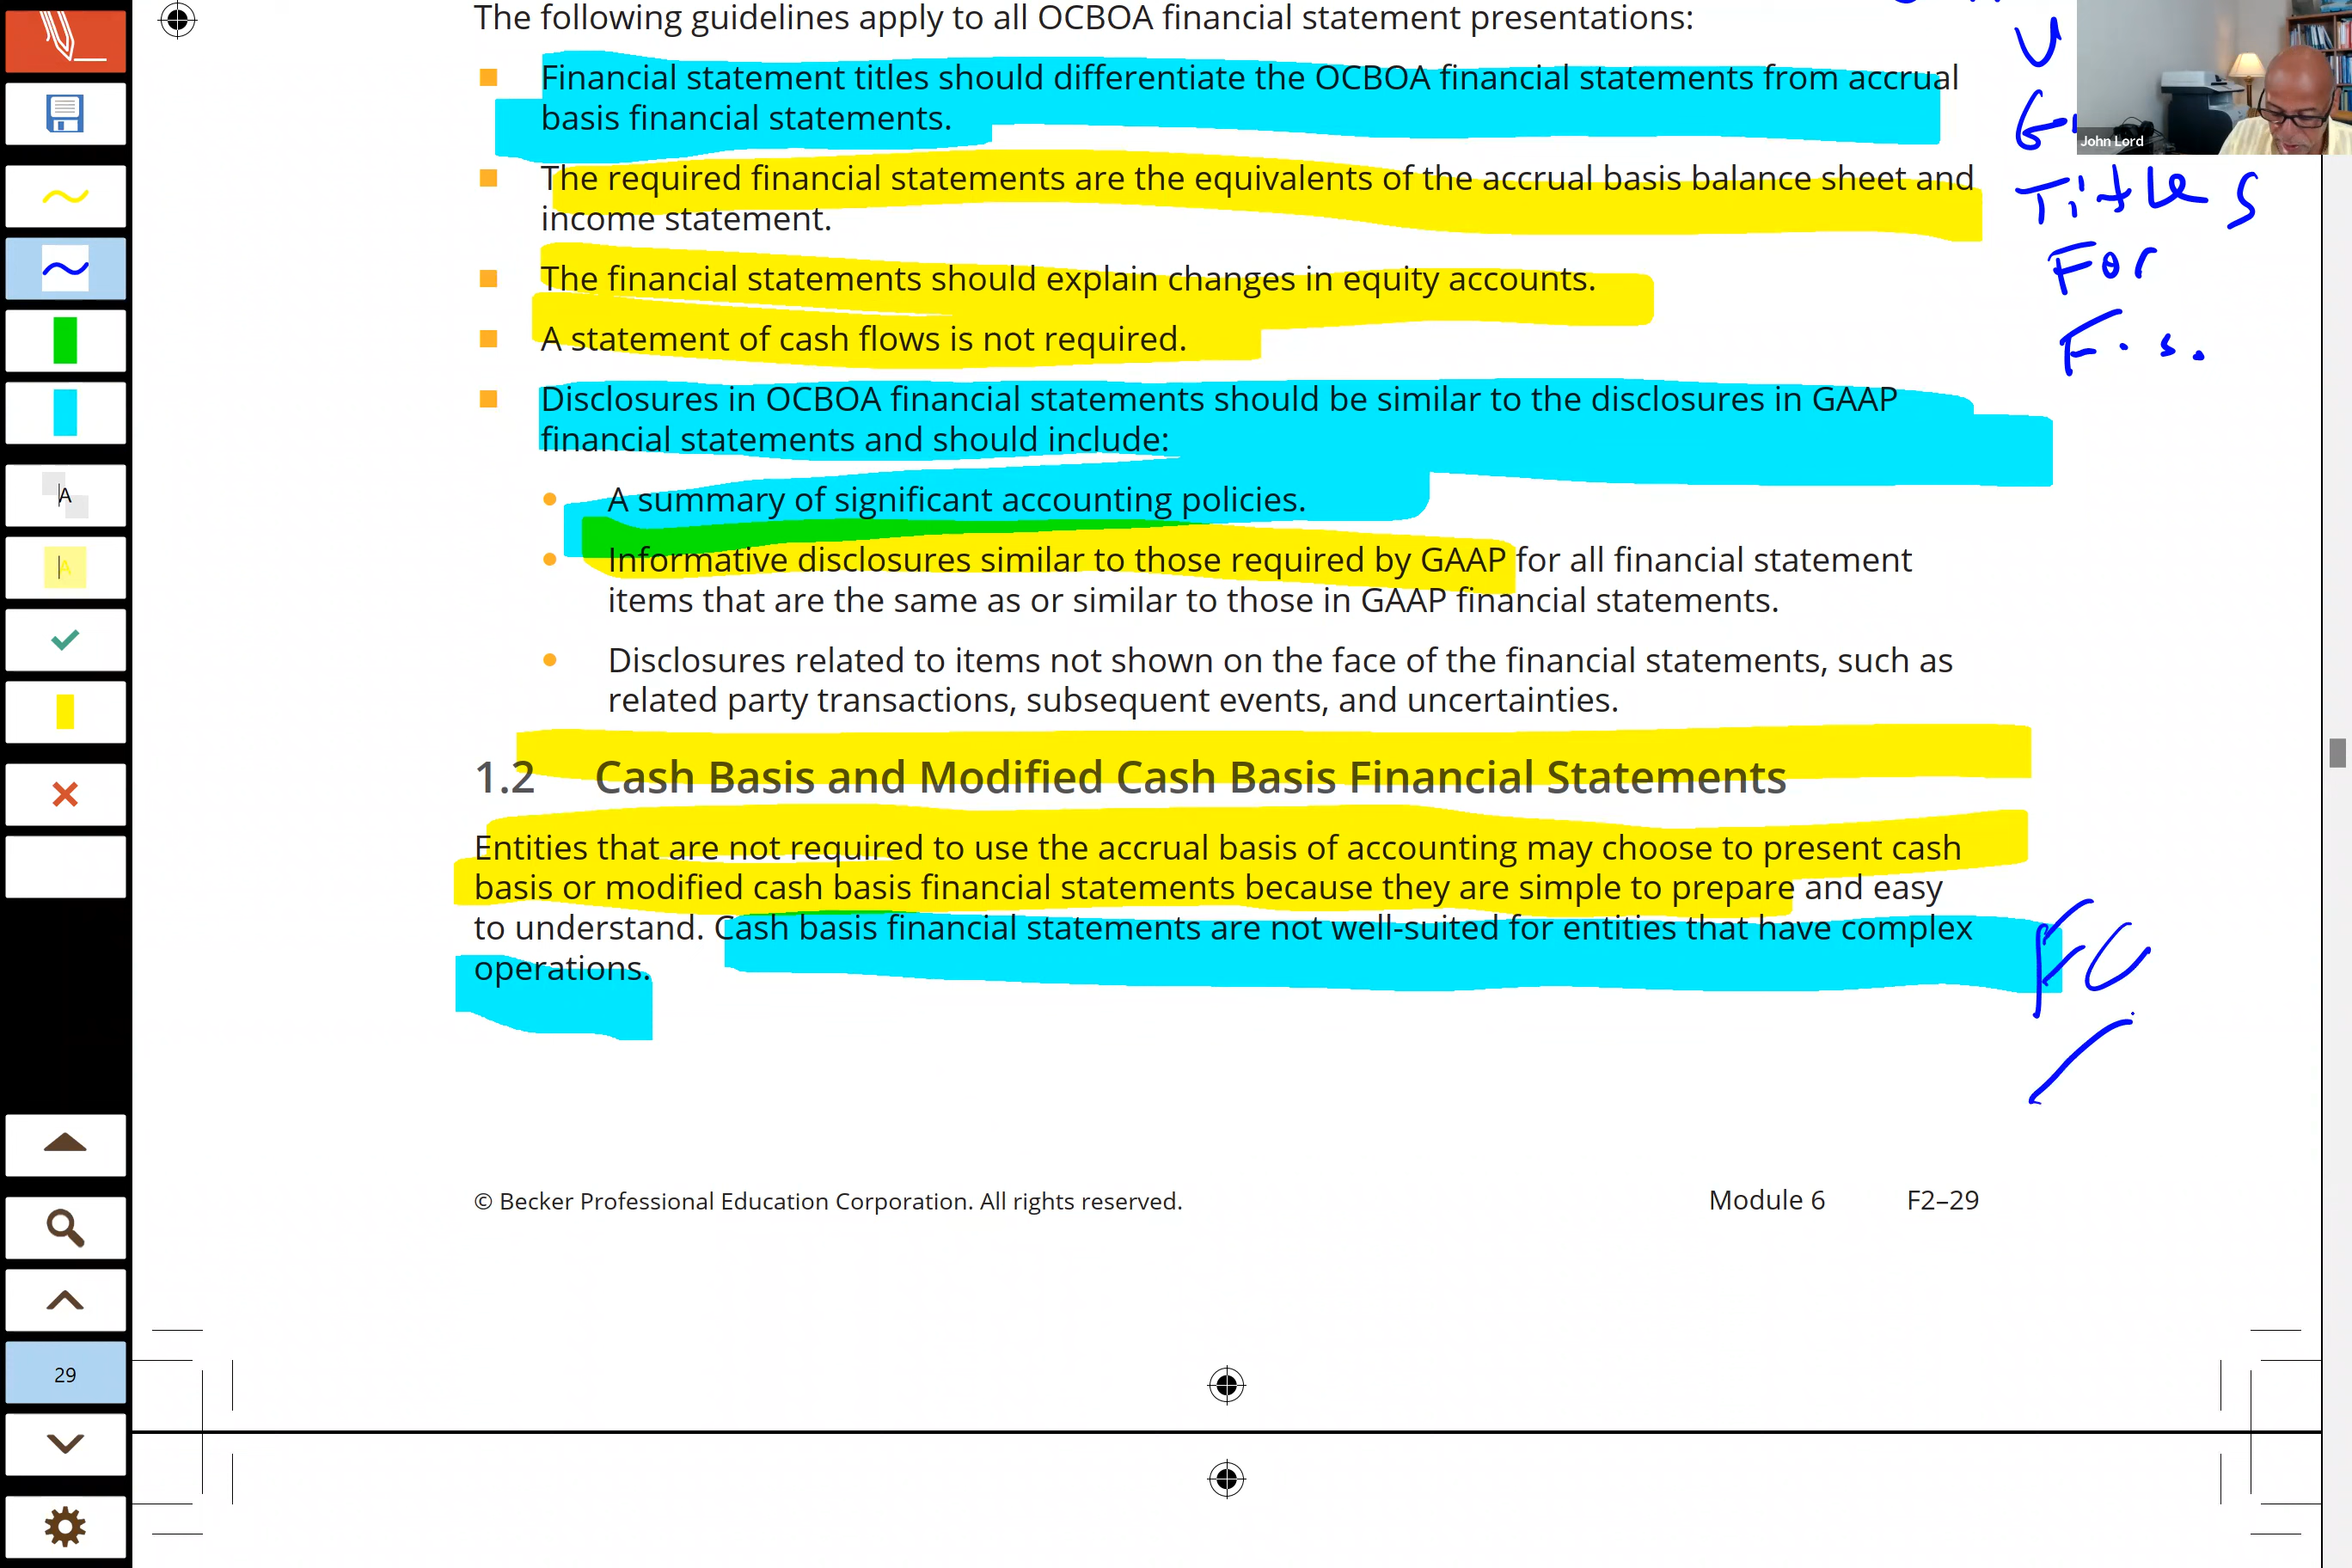 The following guidelines apply to all OCBOA financial statement presentations:
Financial statement titles should differentiate the OCBOA financial statements from accrual
basis financial statements.
The required financial statements are the equivalents of the accrual basis balance sheet and
income statement.
The financial statements should explain changes in equity accounts.
A statement of cash flows is not required.
Disclosures in OCBOA financial statements should be similar to the disclosures in GAAP
financial statements and should include:
A summary of significant accounting policies.
Informative disclosures similar to those required by GAAP for all financial statement
items that are the same as or similar to those in GAAP financial statements.
Disclosures related to items not shown on the face of the financial statements, such as
related party transactions, subsequent events, and uncertainties.
1.2 Cash Basis and Modified Cash Basis Financial Statements
Entities that are not required to use the accrual basis of accounting may choose to present cash
basis or modified cash basis financial statements because they are simple to prepare and easy
to understand. Cash basis financial statements are not well-suited for entities that have complex
operations.
© Becker Professional Education Corporation. All rights reserved.
Module 6 F2–29
John Lord
Titles
For
F.S.
A
A
29